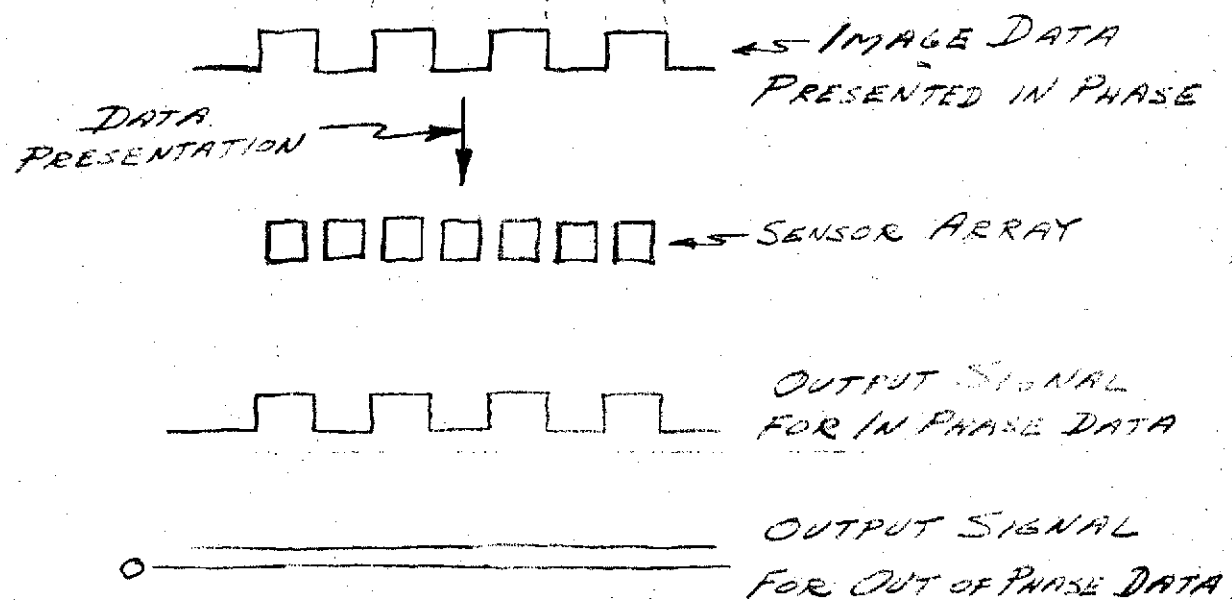 IMAGE DATA
PRESENTED IN PHASE
DATA
PRESENTATION
SENSOR ARRAY
OUTPUT SIGNAL
FOR IN PHASE DATA
OUTPUT SIGNAL
O
FOR OUT OF PHASE DATA